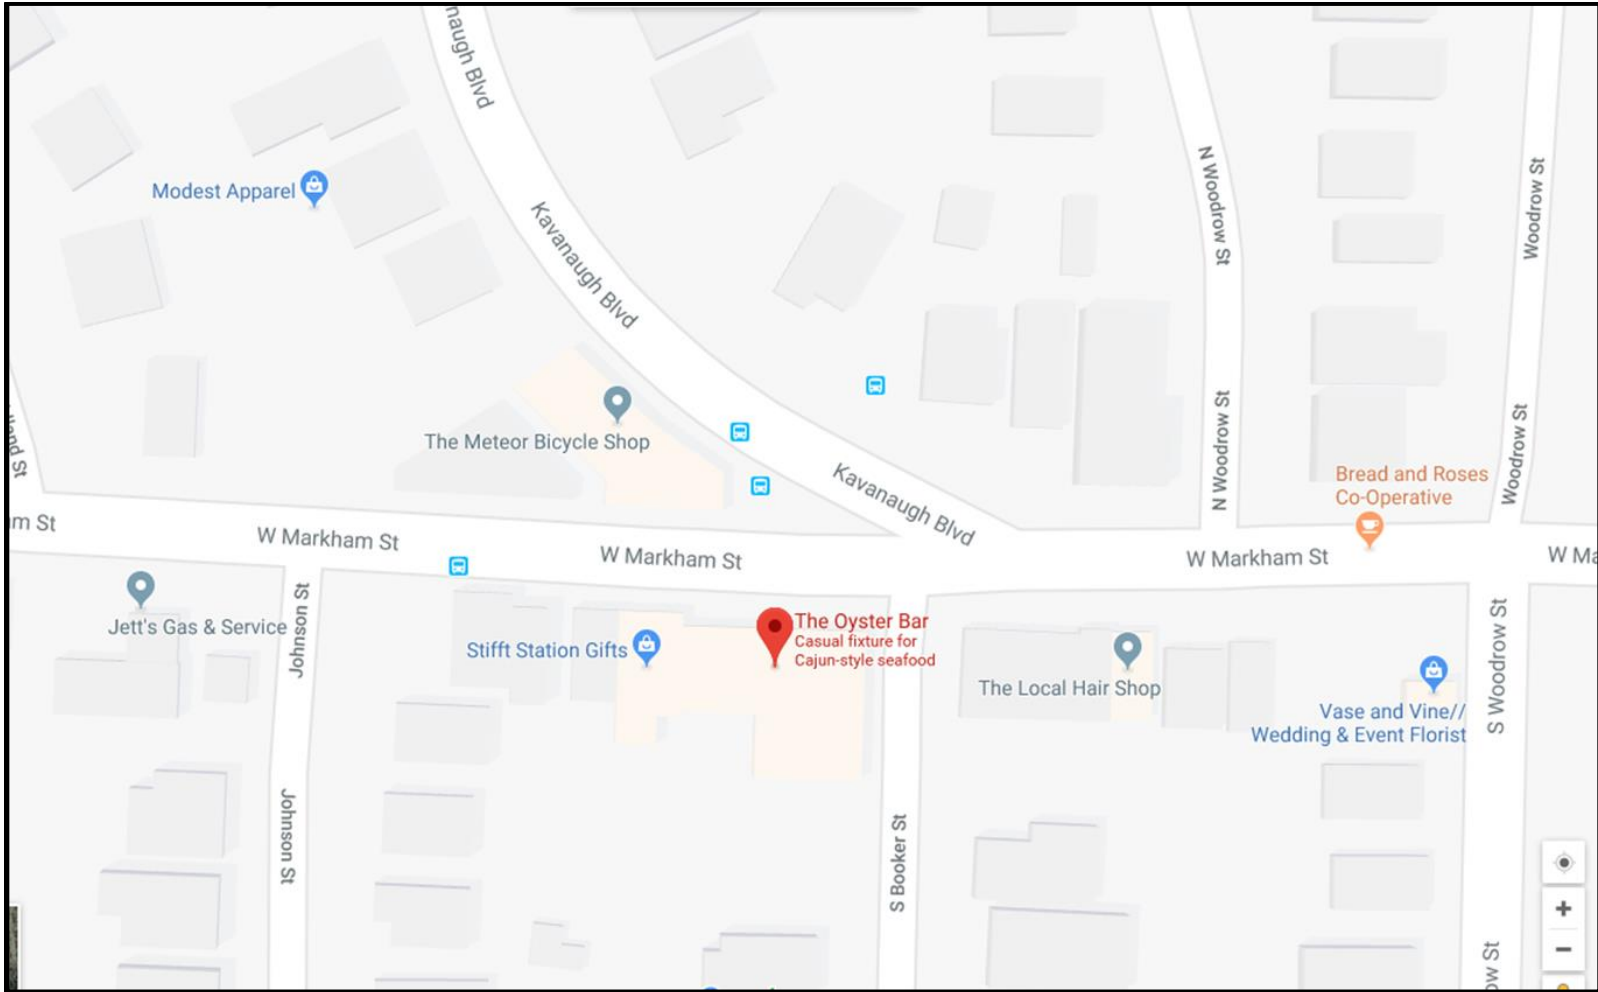 naugh Blvd
Modest Apparel
Kavanaugh Blvd
N Woodrow St
Woodrow St
The Meteor Bicycle Shop
Kavanaugh Blvd
N Woodrow St
Woodrow St
Bread and Roses
Co-Operative
m St
W Markham St
W Markham St
W Markham St
W Ma
Jett's Gas & Service
Johnson St
Stifft Station Gifts
The Oyster Bar
Casual fixture for
Cajun-style seafood
The Local Hair Shop
S Woodrow St
Vase and Vine//
Wedding & Event Florist
Johnson St
S Booker St
ow St
+
−